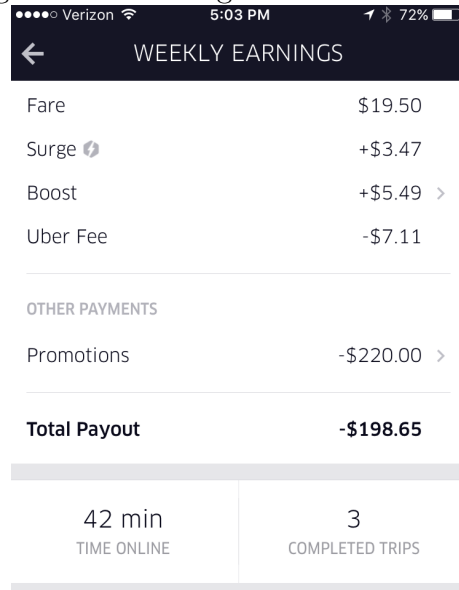 Verizon 5:03 PM 72%
WEEKLY EARNINGS
Fare $19.50
Surge +$3.47
Boost +$5.49 >
Uber Fee -$7.11
OTHER PAYMENTS
Promotions -$220.00 >
Total Payout -$198.65
42 min 3
TIME ONLINE COMPLETED TRIPS